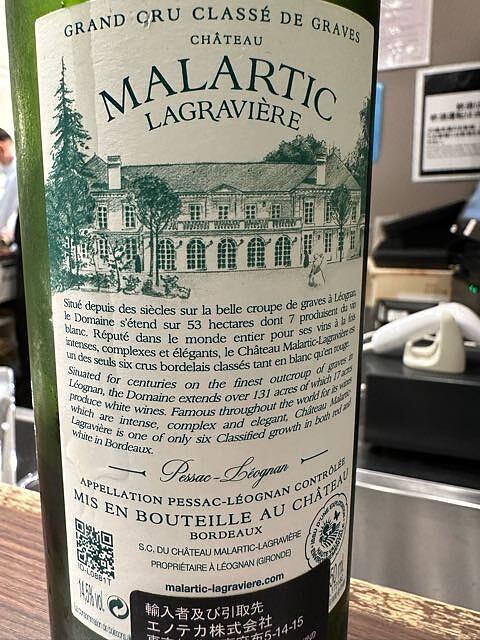 GRAND CRU CLASSÉ DE GRAVES
CHÂTEAU
MALARTIC
LAGRAVIÈRE
Situé depuis des siècles sur la belle croupe de graves à Léognan,
le Domaine s'étend sur 53 hectares dont 7 produisent du vin
blanc. Réputé dans le monde entier pour ses vins à la fois
intenses, complexes et élégants, le Château Malartic-Lagravière est
un des seuls six crus bordelais classés tant en blanc qu'en rouge.
Situated for centuries on the finest outcrop of graves in
Léognan, the Domaine extends over 131 acres of which 17 acres
produce white wines. Famous throughout the world for its wines
which are intense, complex and elegant, Château Malartic-
Lagravière is one of only six Classified growth in both red and
white in Bordeaux.
Pessac-Léognan
APPELLATION PESSAC-LÉOGNAN CONTRÔLÉE
MIS EN BOUTEILLE AU CHÂTEAU
BORDEAUX
S.C. DU CHÂTEAU MALARTIC-LAGRAVIÈRE
PROPRIÉTAIRE À LÉOGNAN (GIRONDE)
malartic-lagraviere.com
14,5% vol
輸入者及び引取先
エノテカ株式会社
5-14-15